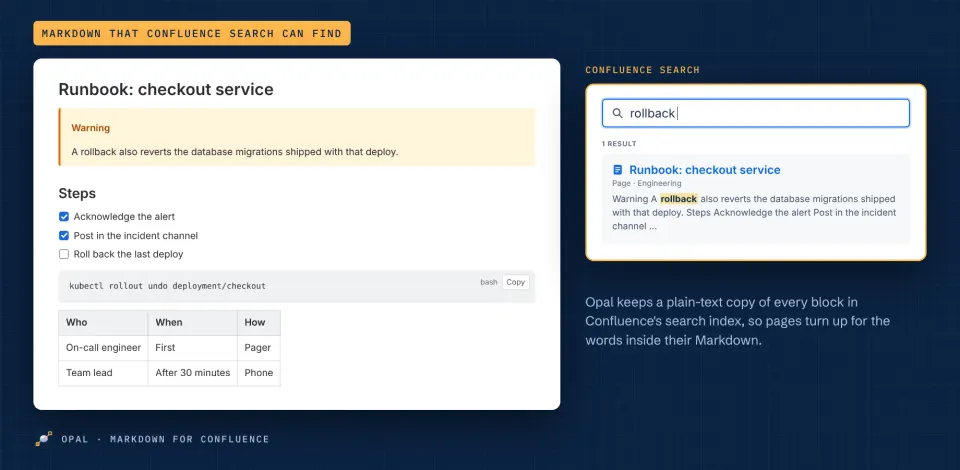 MARKDOWN THAT CONFLUENCE SEARCH CAN FIND
Runbook: checkout service
Warning
A rollback also reverts the database migrations shipped with that deploy.
Steps
Acknowledge the alert
Post in the incident channel
Roll back the last deploy
kubectl rollout undo deployment/checkout
bash Copy
Who When How
On-call engineer First Pager
Team lead After 30 minutes Phone
CONFLUENCE SEARCH
rollback
1 RESULT
Runbook: checkout service
Page · Engineering
Warning A rollback also reverts the database migrations shipped
with that deploy. Steps Acknowledge the alert Post in the incident
channel ...
Opal keeps a plain-text copy of every block in
Confluence's search index, so pages turn up for the
words inside their Markdown.
OPAL · MARKDOWN FOR CONFLUENCE